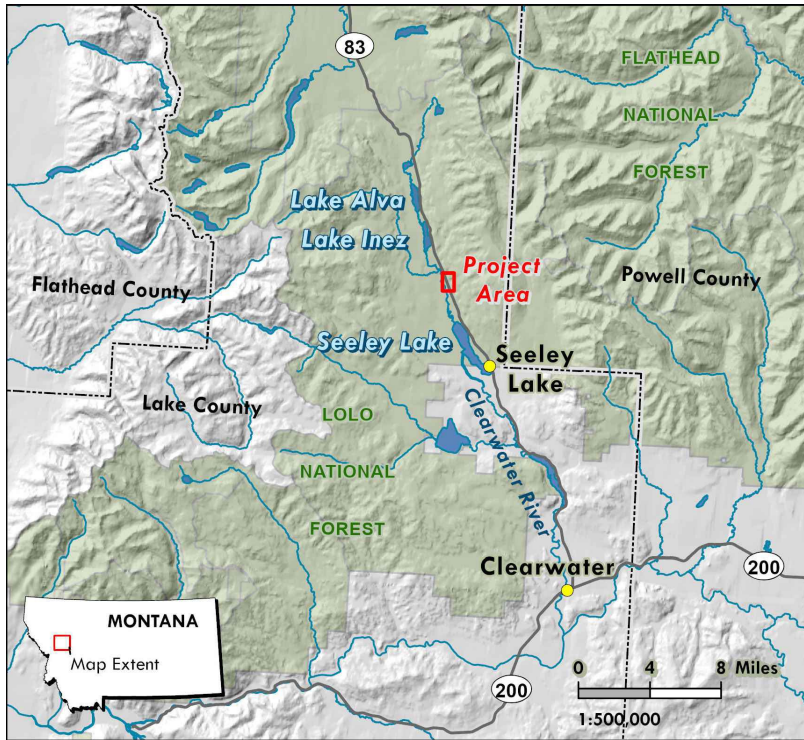 83
FLATHEAD
NATIONAL
FOREST
Lake Alva
Lake Inez
Project
Area
Powell County
Flathead County
Seeley Lake
Seeley
Lake
Lake County
LOLO
NATIONAL
FOREST
Clearwater River
Clearwater
200
MONTANA
Map Extent
200
0 4 8 Miles
1:500,000